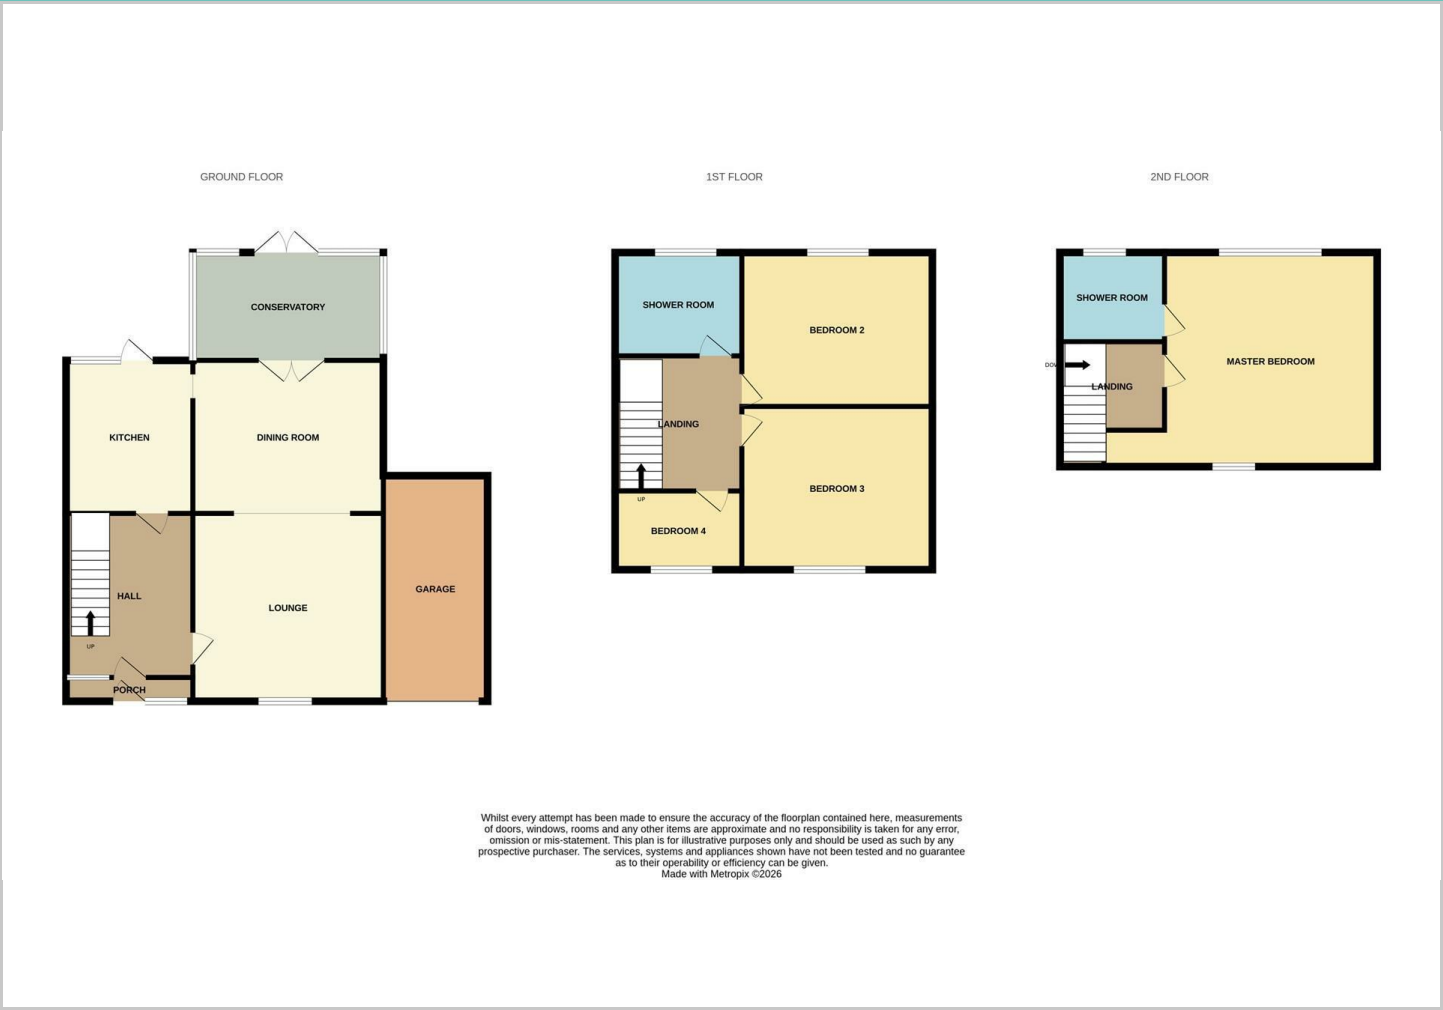 GROUND FLOOR
1ST FLOOR
2ND FLOOR
CONSERVATORY
KITCHEN
DINING ROOM
HALL
UP
LOUNGE
GARAGE
PORCH
SHOWER ROOM
BEDROOM 2
LANDING
UP
BEDROOM 3
BEDROOM 4
SHOWER ROOM
MASTER BEDROOM
LANDING
Whilst every attempt has been made to ensure the accuracy of the floorplan contained here, measurements
of doors, windows, rooms and any other items are approximate and no responsibility is taken for any error,
omission or mis-statement. This plan is for illustrative purposes only and should be used as such by any
prospective purchaser. The services, systems and appliances shown have not been tested and no guarantee
as to their operability or efficiency can be given.
Made with Metropix ©2026